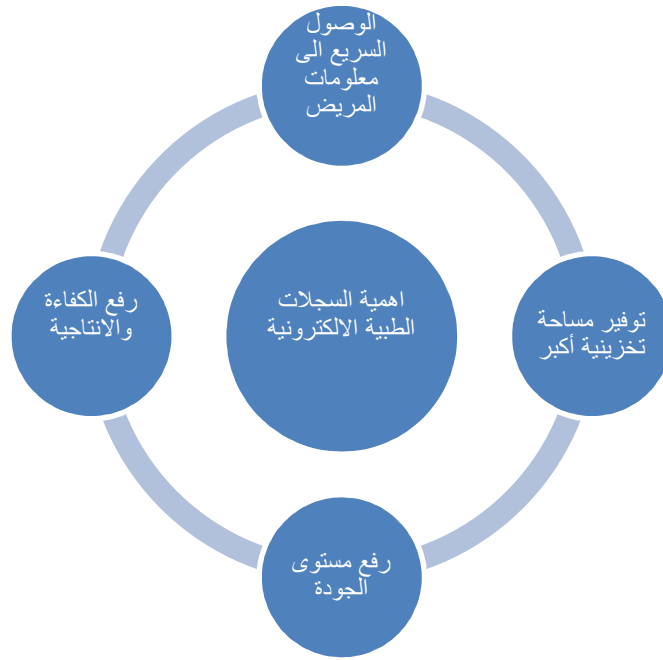 الوصول
السريع الى
معلومات
المريض
اهمية السجلات
الطبية الالكترونية
توفير مساحة
تخزينية أكبر
رفع مستوى
الجودة
رفع الكفاءة
والانتاجية